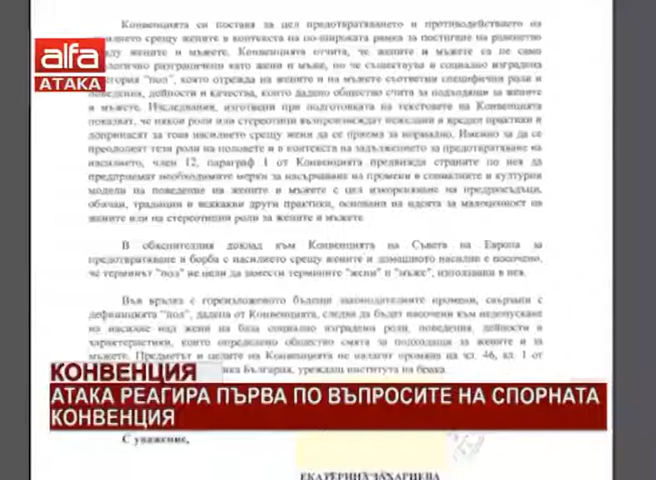 Конвенцията си поставя за цел предотвратяването и противодействието на
насилието срещу жените в контекста на по-широката рамка за постигане на равенство
между жените и мъжете. Конвенцията отчита, че жените и мъжете са не само
биологично разграничени като жени и мъже, но че съществува и социално изградена
категория "пол", която отрежда на жените и на мъжете съответни специфични роли и
поведения, дейности и качества, които дадено общество счита за подходящи за жените
и мъжете. Изследвания, изготвени при подготовката на текстовете на Конвенцията
показват, че някои роли или стереотипи възпроизвеждат нежелани и вредни практики и
допринасят за това насилието срещу жени да се приема за нормално. Именно за да се
преодолеят тези роли на половете и в контекста на задължението за предотвратяване на
насилието, член 12, параграф 1 от Конвенцията предвижда страните по нея да
предприемат необходимите мерки за насърчаване на промени в социалните и културни
модели на поведение на жените и мъжете с цел изкореняване на предразсъдъци,
обичаи, традиции и всякакви други практики, основани на идеята за малоценност на
жените или на стереотипни роли за жените и мъжете.
В обяснителния доклад към Конвенцията на Съвета на Европа за
предотвратяване и борба с насилието срещу жените и домашното насилие е посочено,
че терминът "пол" не цели да замести термините "жени" и "мъже", използвани в нея.
Във връзка с гореизложеното бъдещи законодателни промени, свързани с
дефиницията "пол", дадена от Конвенцията, следва да бъдат насочени към недопускане
на насилие над жени на база социално изградени роли, поведения, дейности и
характеристики, които определено общество смята за подходящи за жените и за
мъжете. Предметът и целите на Конвенцията не налагат промяна на чл. 46, ал. 1 от
България, уреждащ института на брака.
С уважение,
ЕКАТЕРИНА ЗАХАРИЕВА
alfa
АТАКА
КОНВЕНЦИЯ
АТАКА РЕАГИРА ПЪРВА ПО ВЪПРОСИТЕ НА СПОРНАТА
КОНВЕНЦИЯ